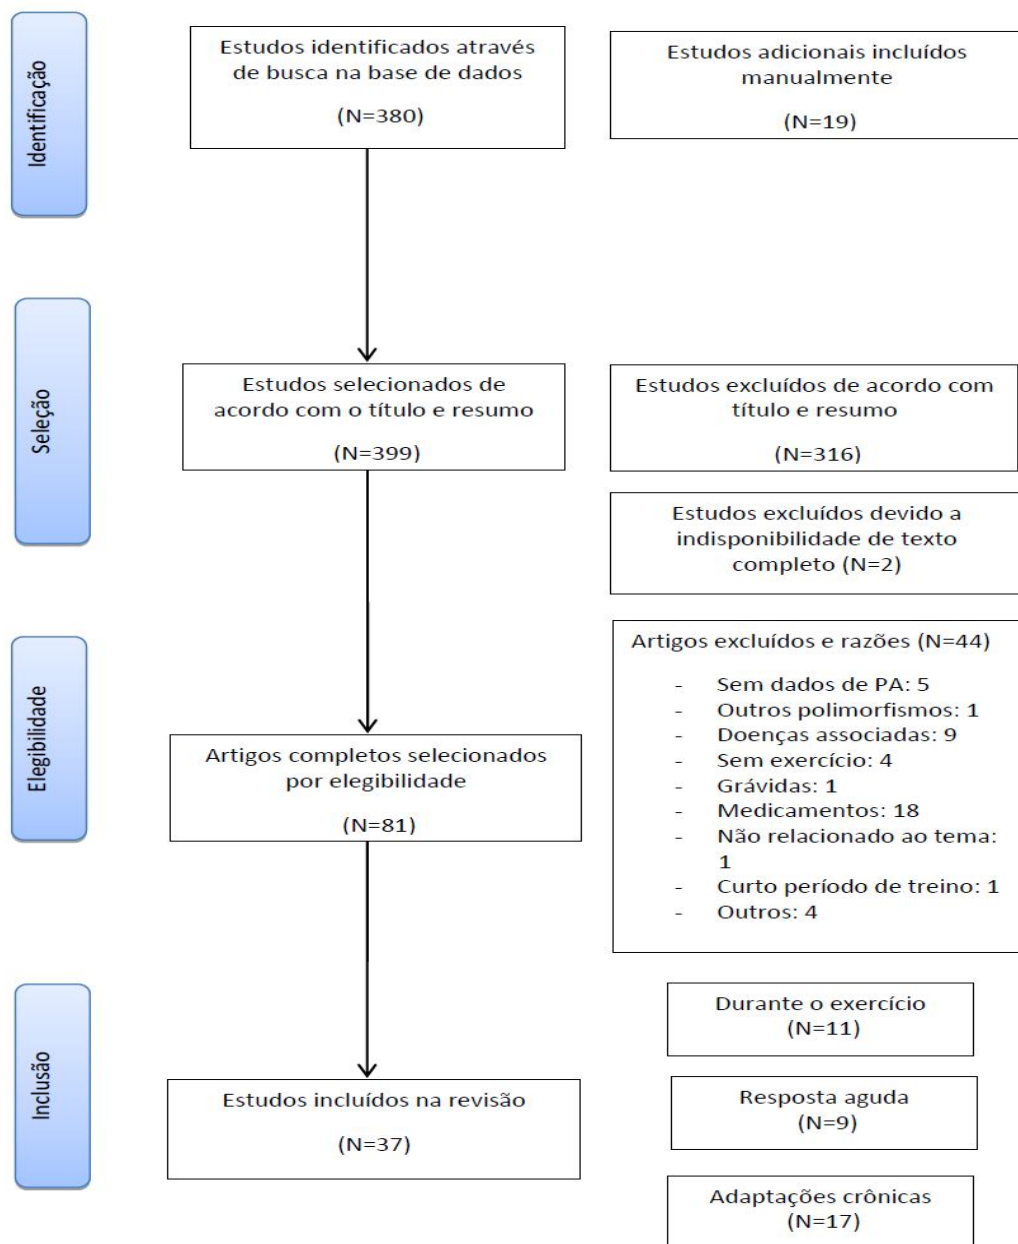 Identificação
Estudos identificados através
de busca na base de dados
(N=380)
Estudos adicionais incluídos
manualmente
(N=19)
Seleção
Estudos selecionados de
acordo com o título e resumo
(N=399)
Estudos excluídos de acordo com
título e resumo
(N=316)
Estudos excluídos devido a
indisponibilidade de texto
completo (N=2)
Elegibilidade
Artigos completos selecionados
por elegibilidade
(N=81)
Artigos excluídos e razões (N=44)
- Sem dados de PA: 5
- Outros polimorfismos: 1
- Doenças associadas: 9
- Sem exercício: 4
- Grávidas: 1
- Medicamentos: 18
- Não relacionado ao tema:
1
- Curto período de treino: 1
- Outros: 4
Inclusão
Estudos incluídos na revisão
(N=37)
Durante o exercício
(N=11)
Resposta aguda
(N=9)
Adaptações crônicas
(N=17)